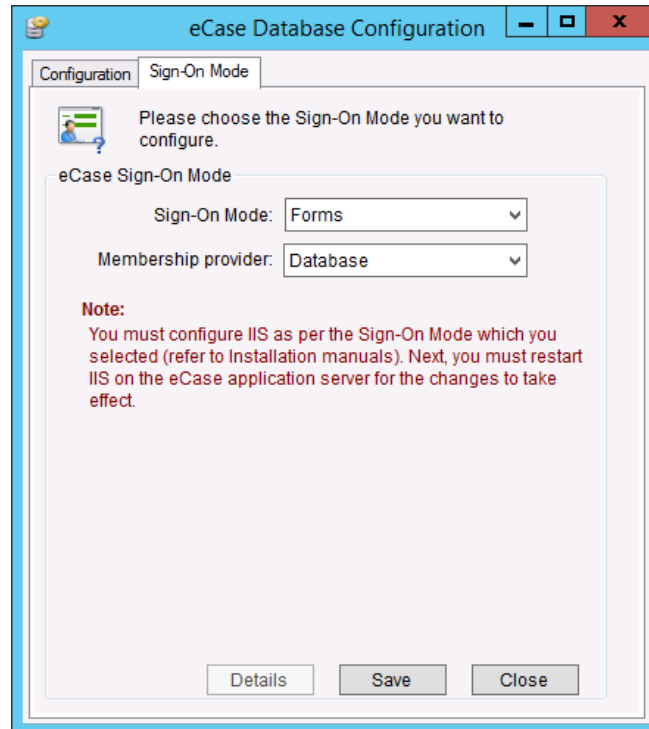 eCase Database Configuration
Configuration
Sign-On Mode
Please choose the Sign-On Mode you want to
configure.
eCase Sign-On Mode
Sign-On Mode: Forms
Membership provider: Database
Note:
You must configure IIS as per the Sign-On Mode which you
selected (refer to Installation manuals). Next, you must restart
IIS on the eCase application server for the changes to take
effect.
Details Save Close